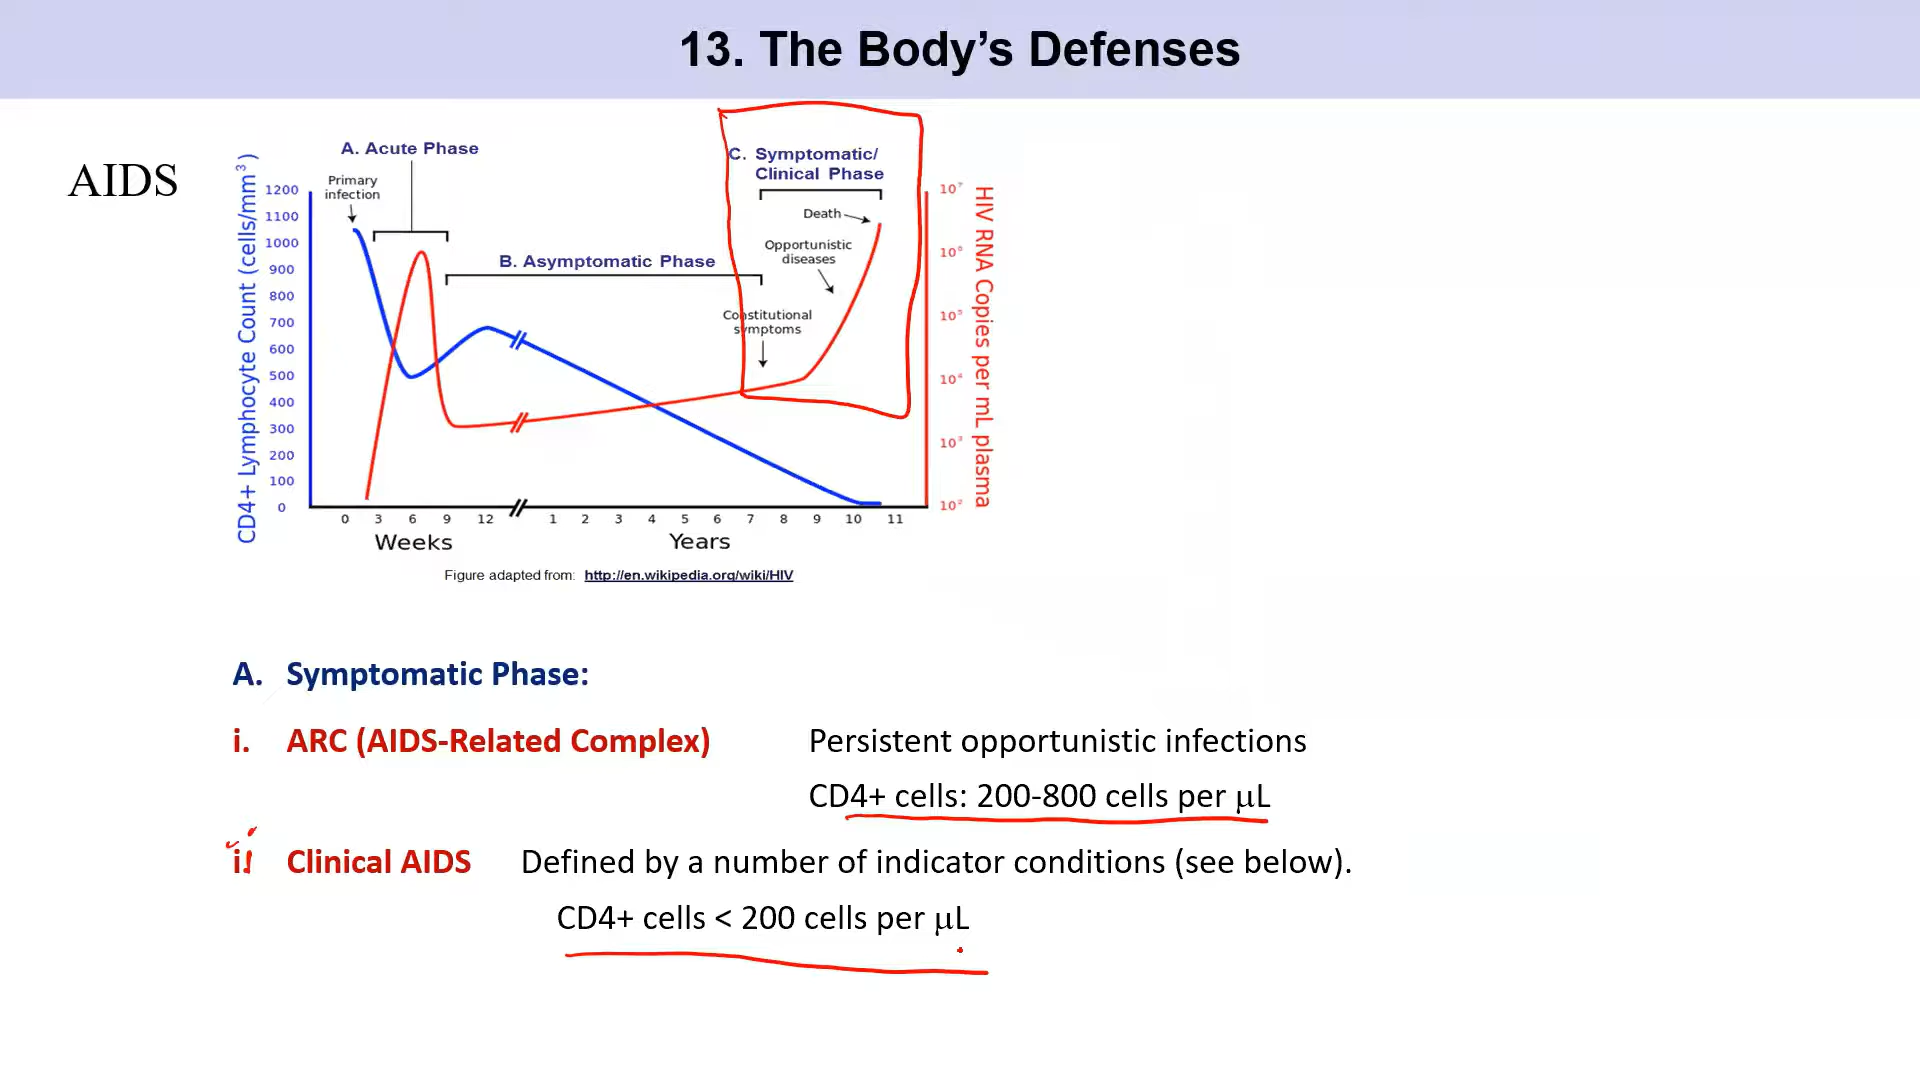 13. The Body’s Defenses
AIDS
A. Acute Phase
Primary
infection
B. Asymptomatic Phase
C. Symptomatic/
Clinical Phase
Death
Opportunistic
diseases
Constitutional
symptoms
CD4+ Lymphocyte Count (cells/mm³)
1200
1100
1000
900
800
700
600
500
400
300
200
100
0
HIV RNA Copies per mL plasma
10⁷
10⁶
10⁵
10⁴
10³
10²
0 3 6 9 12 1 2 3 4 5 6 7 8 9 10 11
Weeks Years
Figure adapted from: http://en.wikipedia.org/wiki/HIV
A. Symptomatic Phase:
i. ARC (AIDS-Related Complex) Persistent opportunistic infections
CD4+ cells: 200-800 cells per μL
ii Clinical AIDS Defined by a number of indicator conditions (see below).
CD4+ cells < 200 cells per μL